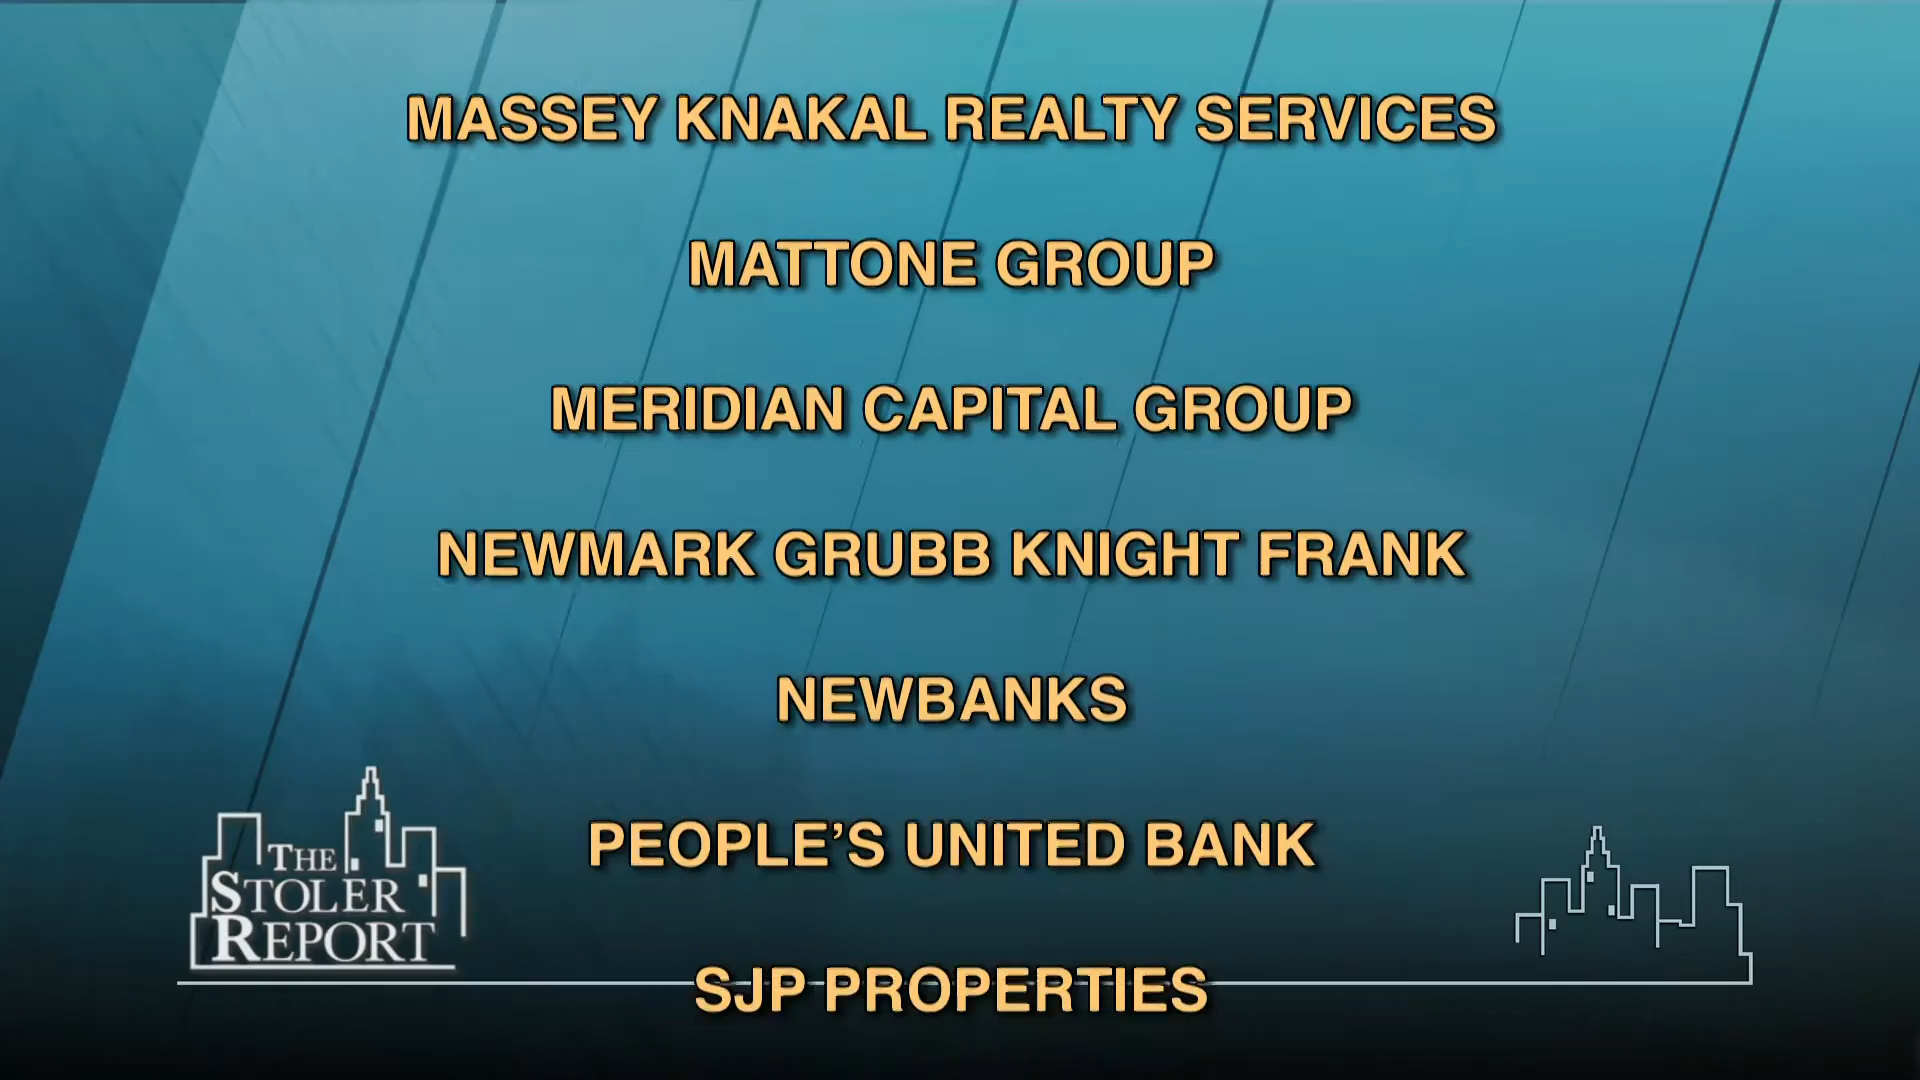 MASSEY KNAKAL REALTY SERVICES
MATTONE GROUP
MERIDIAN CAPITAL GROUP
NEWMARK GRUBB KNIGHT FRANK
NEWBANKS
PEOPLE’S UNITED BANK
SJP PROPERTIES
THE
STOLER
REPORT